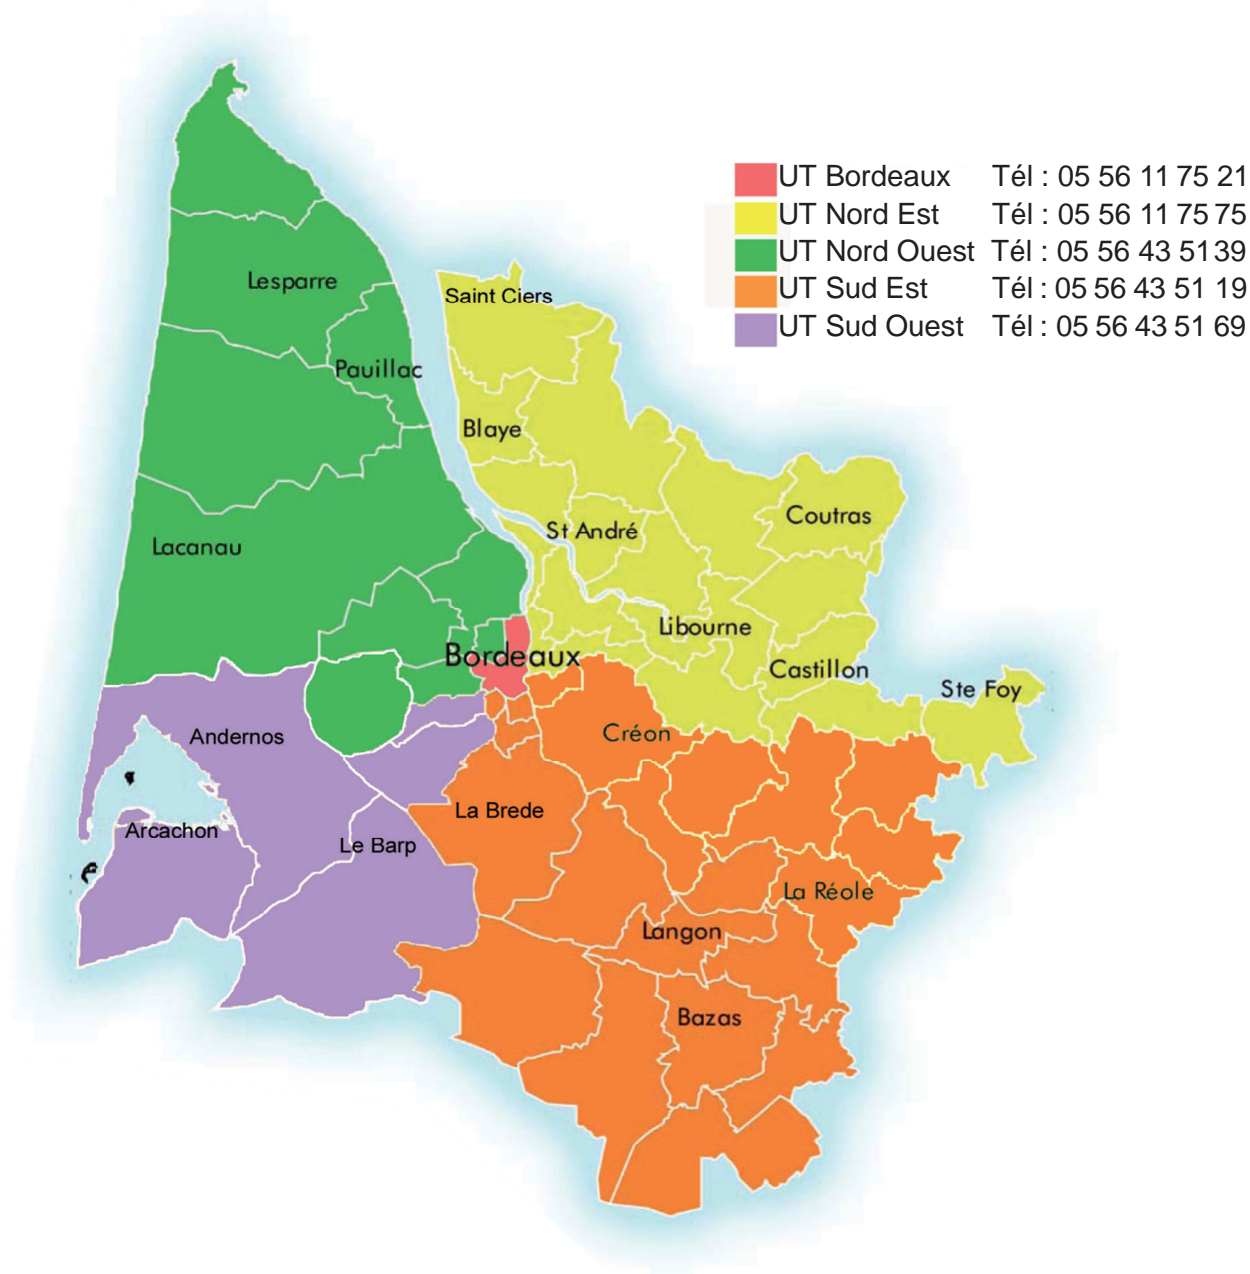 UT Bordeaux Tél : 05 56 11 75 21
UT Nord Est Tél : 05 56 11 75 75
UT Nord Ouest Tél : 05 56 43 5139
UT Sud Est Tél : 05 56 43 51 19
UT Sud Ouest Tél : 05 56 43 51 69
Lesparre
Saint Ciers
Pauillac
Blaye
Coutras
St André
Lacanau
Libourne
Bordeaux
Castillon
Ste Foy
Créon
Andernos
La Brede
Arcachon
Le Barp
La Réole
Langon
Bazas